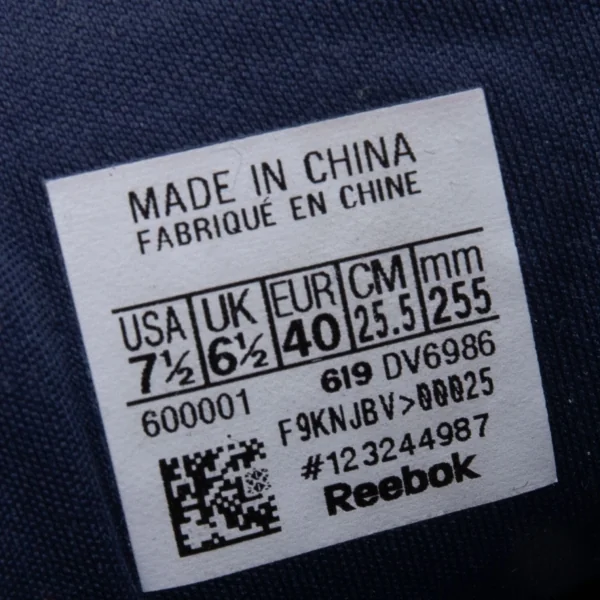 MADE IN CHINA
FABRIQUÉ EN CHINE
USA UK EUR CM mm
7½ 6½ 40 25.5 255
600001 619 DV6986
F9KNJBV>00025
#123244987
Reebok